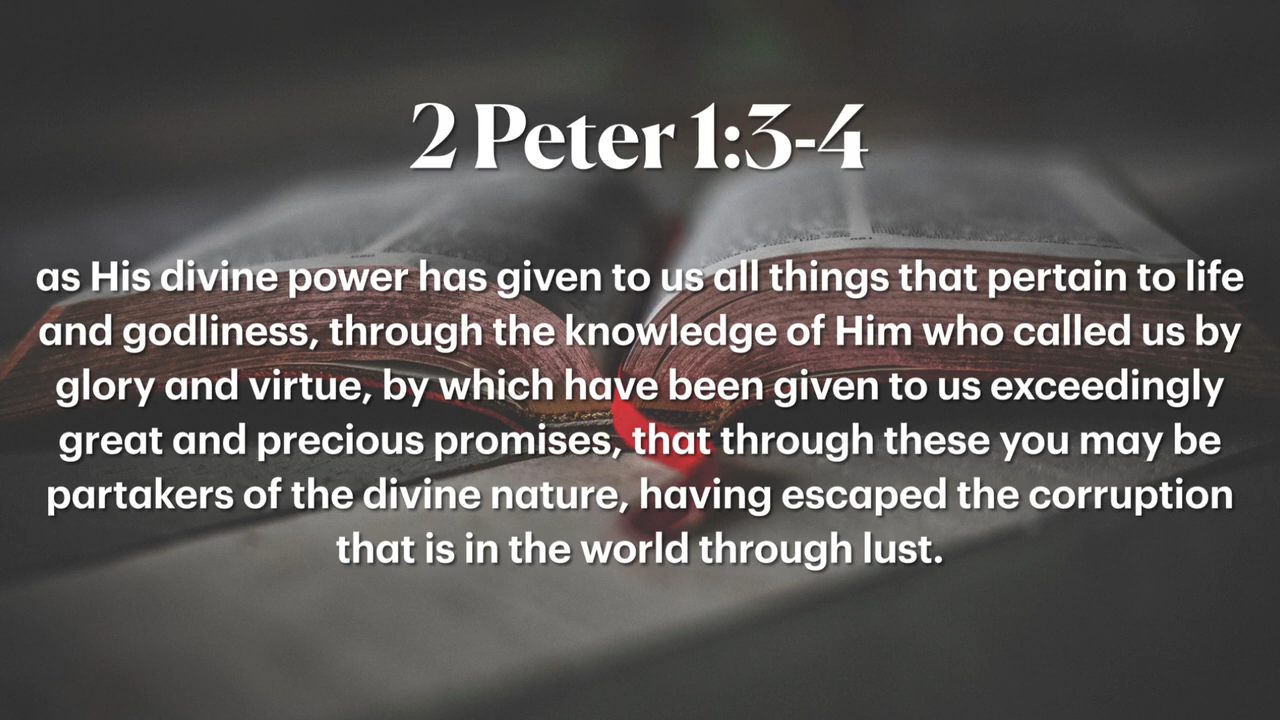 2 Peter 1:3-4
as His divine power has given to us all things that pertain to life
and godliness, through the knowledge of Him who called us by
glory and virtue, by which have been given to us exceedingly
great and precious promises, that through these you may be
partakers of the divine nature, having escaped the corruption
that is in the world through lust.